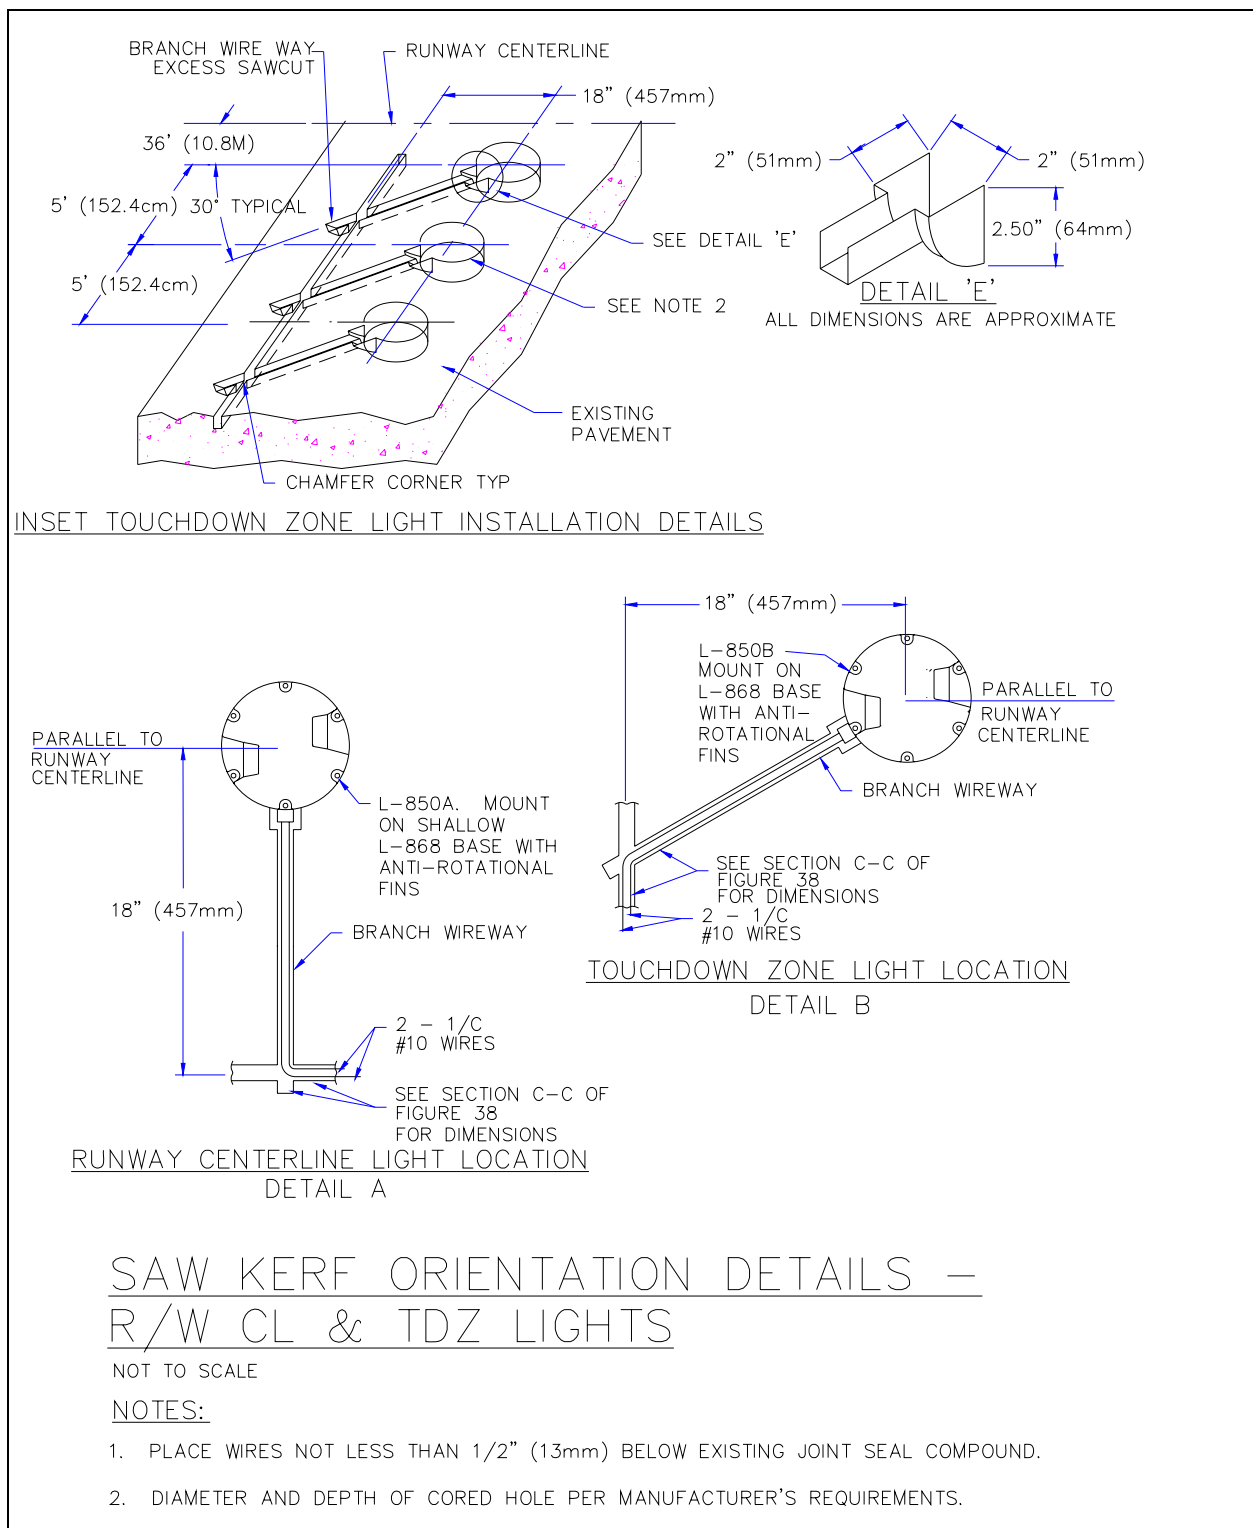 BRANCH WIRE WAY
EXCESS SAWCUT
RUNWAY CENTERLINE
18" (457mm)
36' (10.8M)
5' (152.4cm)
30° TYPICAL
5' (152.4cm)
SEE DETAIL 'E'
SEE NOTE 2
EXISTING
PAVEMENT
CHAMFER CORNER TYP
INSET TOUCHDOWN ZONE LIGHT INSTALLATION DETAILS
2" (51mm)
2" (51mm)
2.50" (64mm)
DETAIL 'E'
ALL DIMENSIONS ARE APPROXIMATE
PARALLEL TO
RUNWAY
CENTERLINE
L-850A. MOUNT
ON SHALLOW
L-868 BASE WITH
ANTI-ROTATIONAL
FINS
18" (457mm)
BRANCH WIREWAY
2 - 1/C
#10 WIRES
SEE SECTION C-C OF
FIGURE 38
FOR DIMENSIONS
RUNWAY CENTERLINE LIGHT LOCATION
DETAIL A
18" (457mm)
L-850B
MOUNT ON
L-868 BASE
WITH ANTI-
ROTATIONAL
FINS
PARALLEL TO
RUNWAY
CENTERLINE
BRANCH WIREWAY
SEE SECTION C-C OF
FIGURE 38
FOR DIMENSIONS
2 - 1/C
#10 WIRES
TOUCHDOWN ZONE LIGHT LOCATION
DETAIL B
SAW KERF ORIENTATION DETAILS -
R/W CL & TDZ LIGHTS
NOT TO SCALE
NOTES:
1. PLACE WIRES NOT LESS THAN 1/2" (13mm) BELOW EXISTING JOINT SEAL COMPOUND.
2. DIAMETER AND DEPTH OF CORED HOLE PER MANUFACTURER'S REQUIREMENTS.